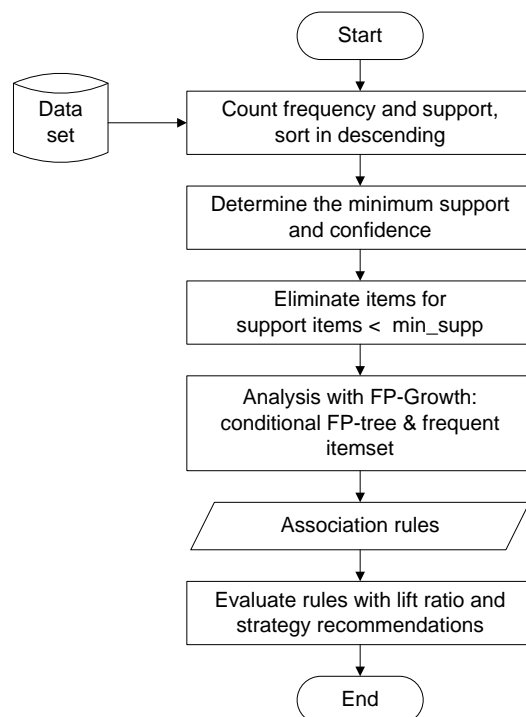 Start
Data
set
Count frequency and support,
sort in descending
Determine the minimum support
and confidence
Eliminate items for
support items <  min_supp
Analysis with FP-Growth:
conditional FP-tree & frequent
itemset
Association rules
Evaluate rules with lift ratio and
strategy recommendations
End